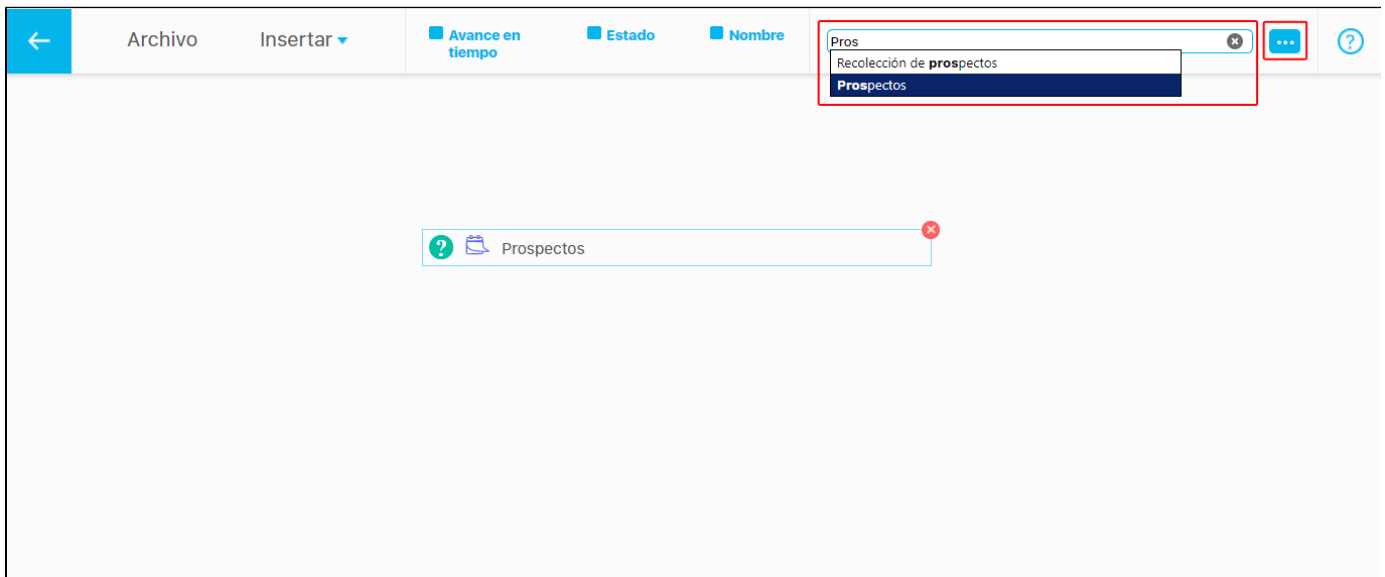 Archivo
Insertar
Avance en
tiempo
Estado
Nombre
Pros
Recolección de prospectos
Prospectos
...
?
? Prospectos